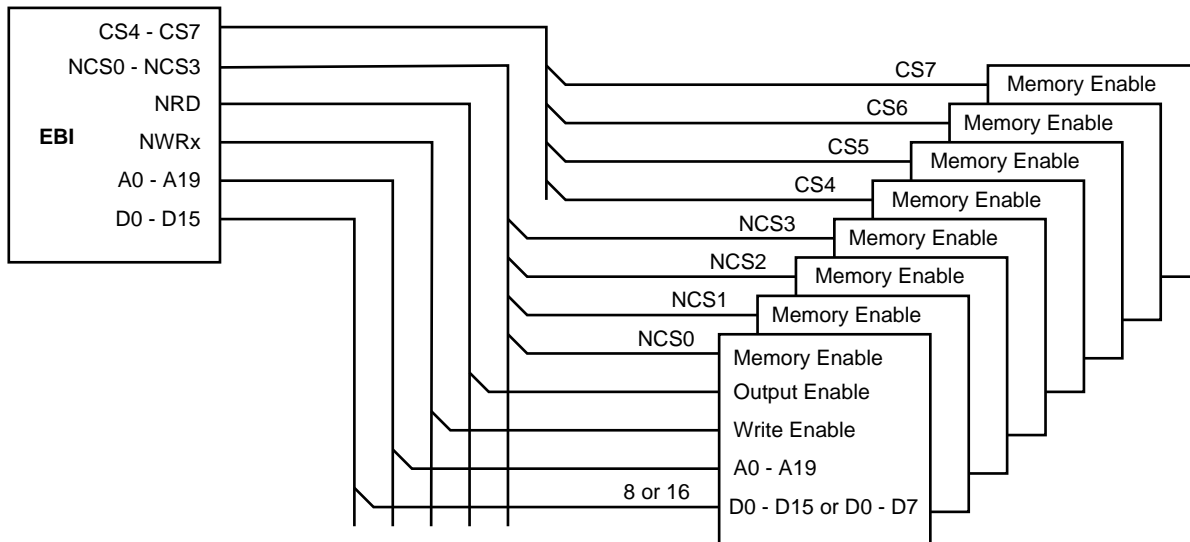 CS4 - CS7
NCS0 - NCS3
NRD
EBI
NWRx
A0 - A19
D0 - D15
CS7
Memory Enable
CS6
Memory Enable
CS5
Memory Enable
CS4
Memory Enable
NCS3
Memory Enable
NCS2
Memory Enable
NCS1
Memory Enable
NCS0
Memory Enable
Output Enable
Write Enable
A0 - A19
8 or 16
D0 - D15 or D0 - D7